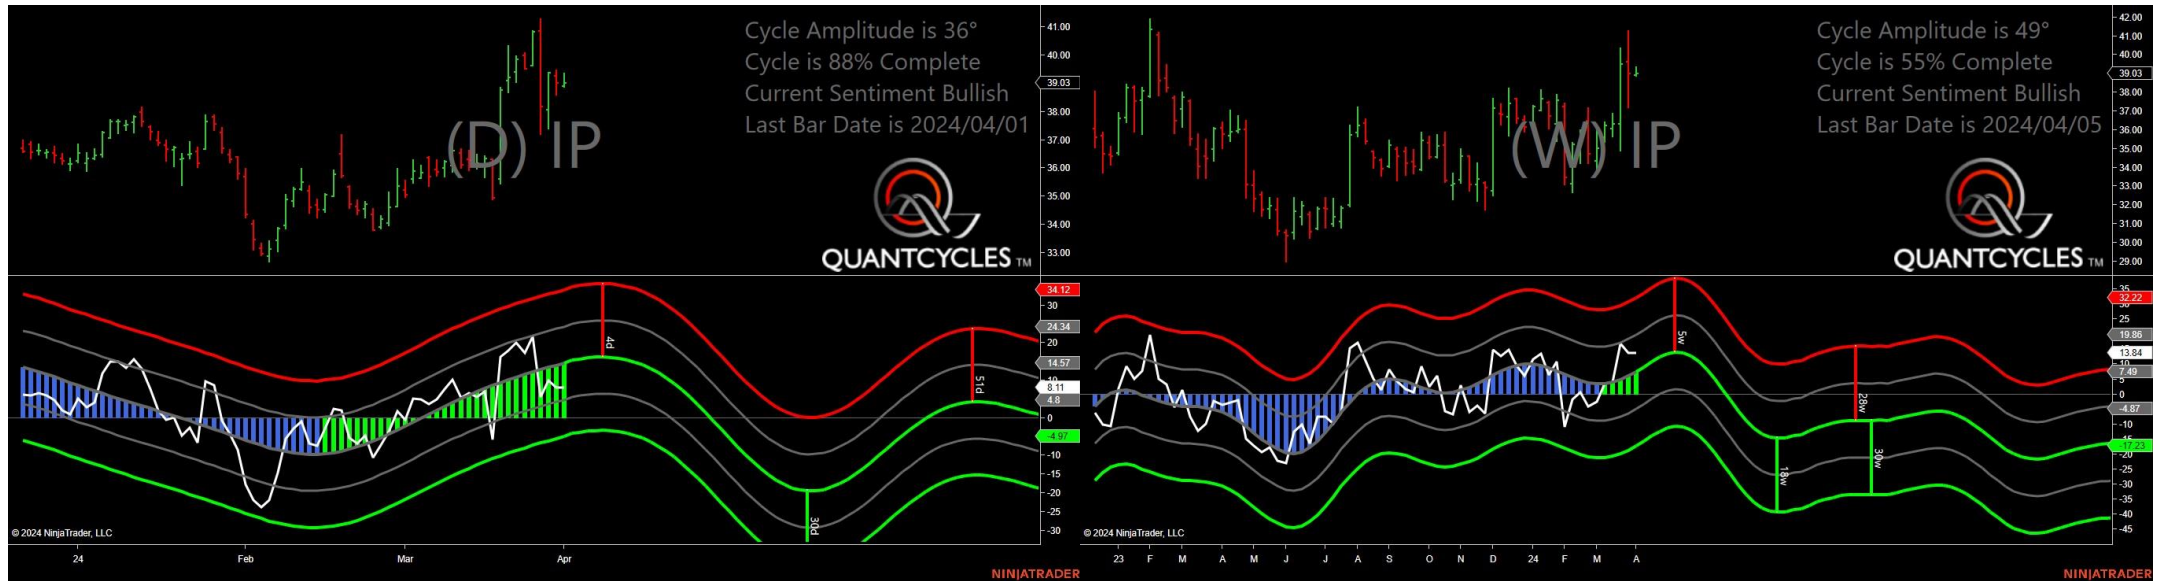 Cycle Amplitude is 36°
Cycle is 88% Complete
Current Sentiment Bullish
Last Bar Date is 2024/04/01
(D) IP
QUANTCYCLES TM
41.00
40.00
39.03
38.00
37.00
36.00
35.00
34.00
33.00
34.12
30
24.34
20
14.57
8.11
4.8
0
-4.97
-10
-15
-20
-25
-30
4d
30d
51d
© 2024 NinjaTrader, LLC
24 Feb Mar Apr
NINJATRADER
Cycle Amplitude is 49°
Cycle is 55% Complete
Current Sentiment Bullish
Last Bar Date is 2024/04/05
(W) IP
QUANTCYCLES TM
42.00
41.00
40.00
39.03
38.00
37.00
36.00
35.00
34.00
33.00
32.00
31.00
30.00
29.00
35
32.22
25
19.86
13.84
7.49
0
-4.87
-10
-17.23
-20
-25
-30
-35
-40
-45
5w
18w
28w
30w
© 2024 NinjaTrader, LLC
23 F M A M J J A S O N D 24 F M A
NINJATRADER